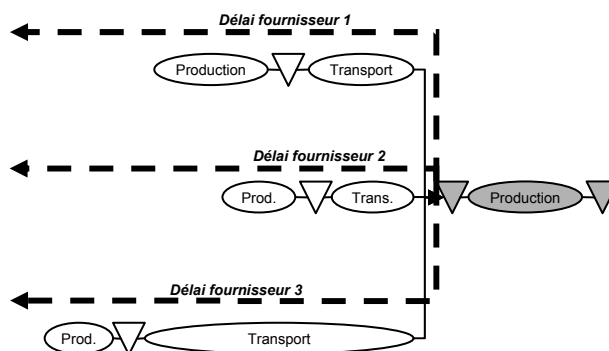 Délai fournisseur 1
Production
Transport
Délai fournisseur 2
Prod.
Trans.
Production
Délai fournisseur 3
Prod.
Transport